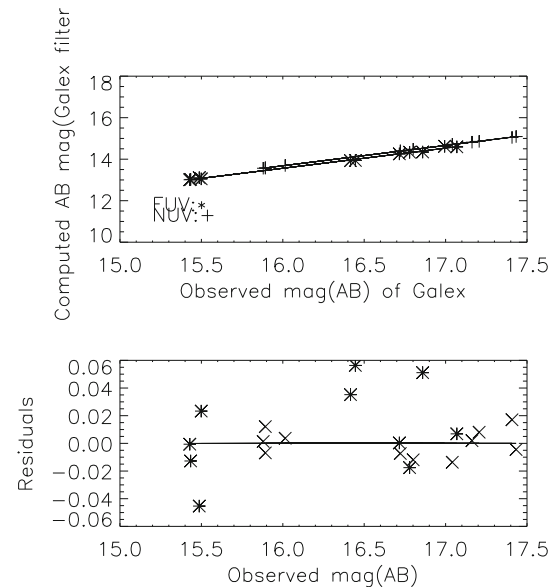 Computed AB mag(Galex filter
18
16
14
12
10
FUV:*
NUV:+
15.0 15.5 16.0 16.5 17.0 17.5
Observed mag(AB) of Galex
Residuals
0.06
0.04
0.02
0.00
-0.02
-0.04
-0.06
15.0 15.5 16.0 16.5 17.0 17.5
Observed mag(AB)